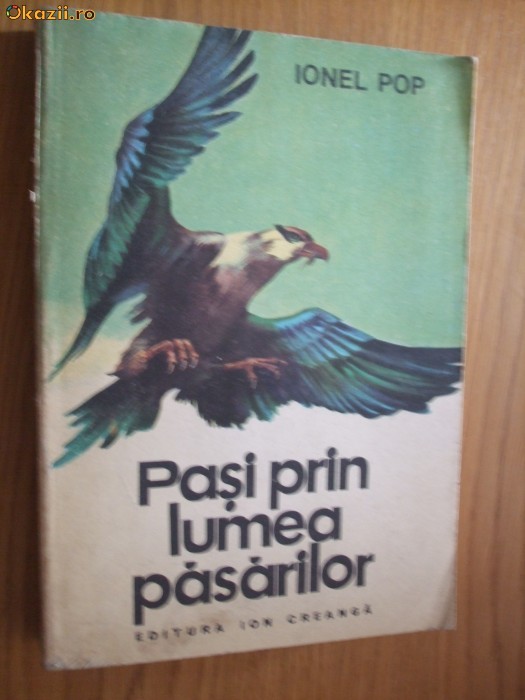 Okazii.ro
IONEL POP
Pași prin
lumea
păsărilor
EDITURA ION CREANGĂ